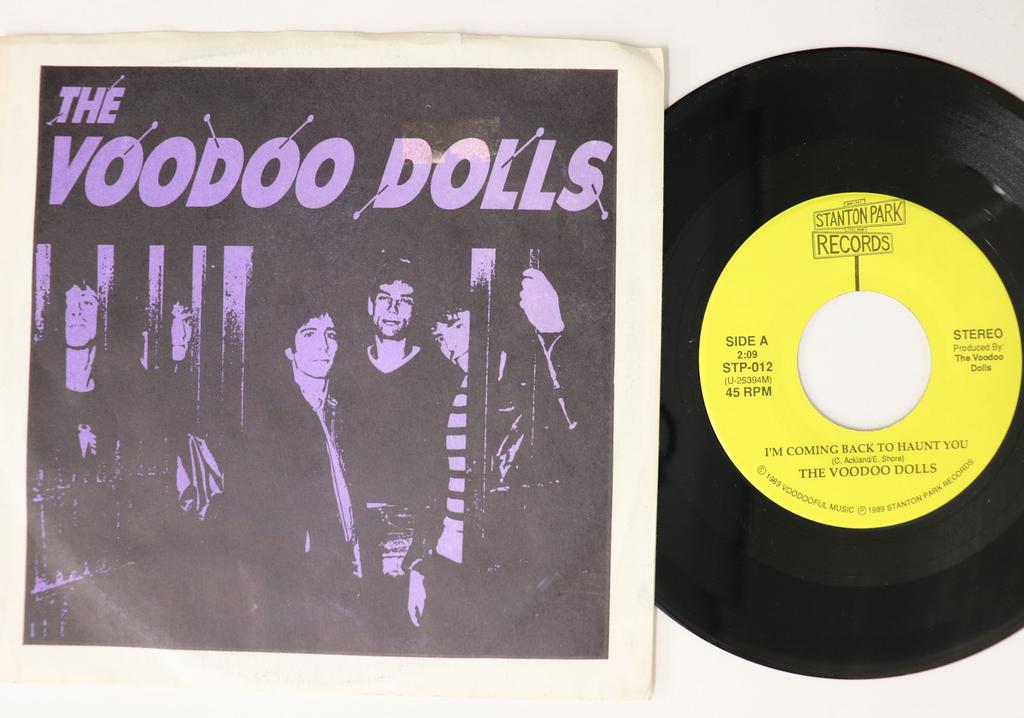 THE
VOODOO DOLLS
STANTON PARK
RECORDS
SIDE A
2:09
STP-012
(U-25394M)
45 RPM
STEREO
Produced By:
The Voodoo
Dolls
I'M COMING BACK TO HAUNT YOU
(C. Ackland/E. Shore)
THE VOODOO DOLLS
© 1989 VOODOOFUL MUSIC ℗ 1989 STANTON PARK RECORDS